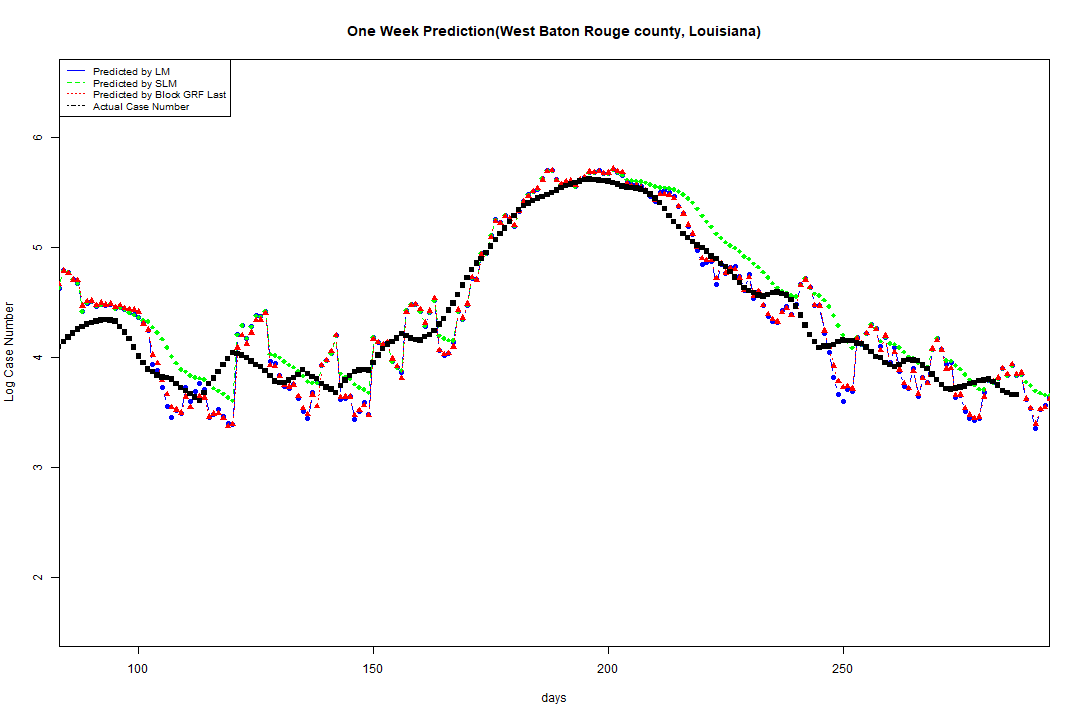 One Week Prediction(West Baton Rouge county, Louisiana)
Predicted by LM
Predicted by SLM
Predicted by Block GRF Last
Actual Case Number
Log Case Number
6
5
4
3
2
100
150
200
250
days